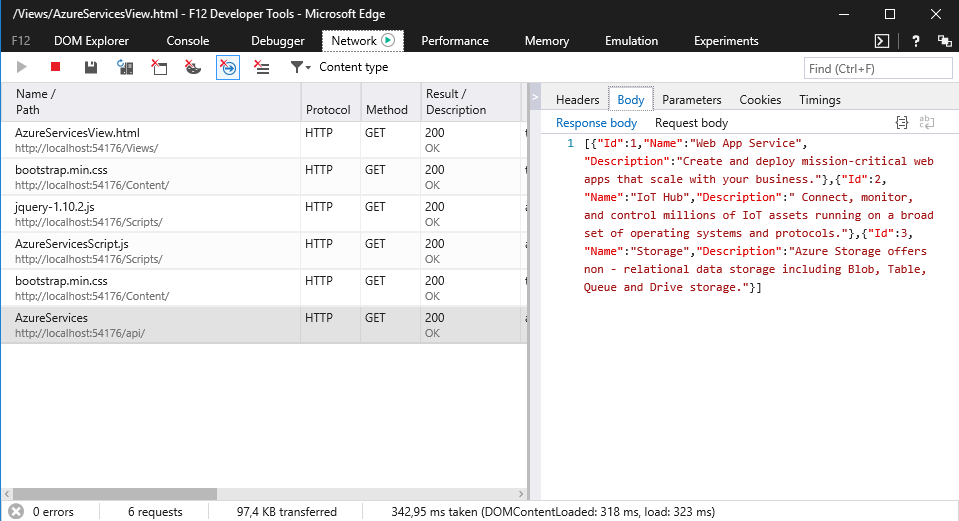 /Views/AzureServicesView.html - F12 Developer Tools - Microsoft Edge
F12 DOM Explorer Console Debugger Network Performance Memory Emulation Experiments ?
Content type Find (Ctrl+F)
Name / Path Protocol Method Result / Description
AzureServicesView.html HTTP GET 200
http://localhost:54176/Views/ OK
bootstrap.min.css HTTP GET 200
http://localhost:54176/Content/ OK
jquery-1.10.2.js HTTP GET 200
http://localhost:54176/Scripts/ OK
AzureServicesScript.js HTTP GET 200
http://localhost:54176/Scripts/ OK
bootstrap.min.css HTTP GET 200
http://localhost:54176/Content/ OK
AzureServices HTTP GET 200
http://localhost:54176/api/ OK
Headers Body Parameters Cookies Timings
Response body Request body
1 [{"Id":1,"Name":"Web App Service",
"Description":"Create and deploy mission-critical web
apps that scale with your business."},{"Id":2,
"Name":"IoT Hub","Description":" Connect, monitor,
and control millions of IoT assets running on a broad
set of operating systems and protocols."},{"Id":3,
"Name":"Storage","Description":"Azure Storage offers
non - relational data storage including Blob, Table,
Queue and Drive storage."}]
0 errors 6 requests 97,4 KB transferred 342,95 ms taken (DOMContentLoaded: 318 ms, load: 323 ms)